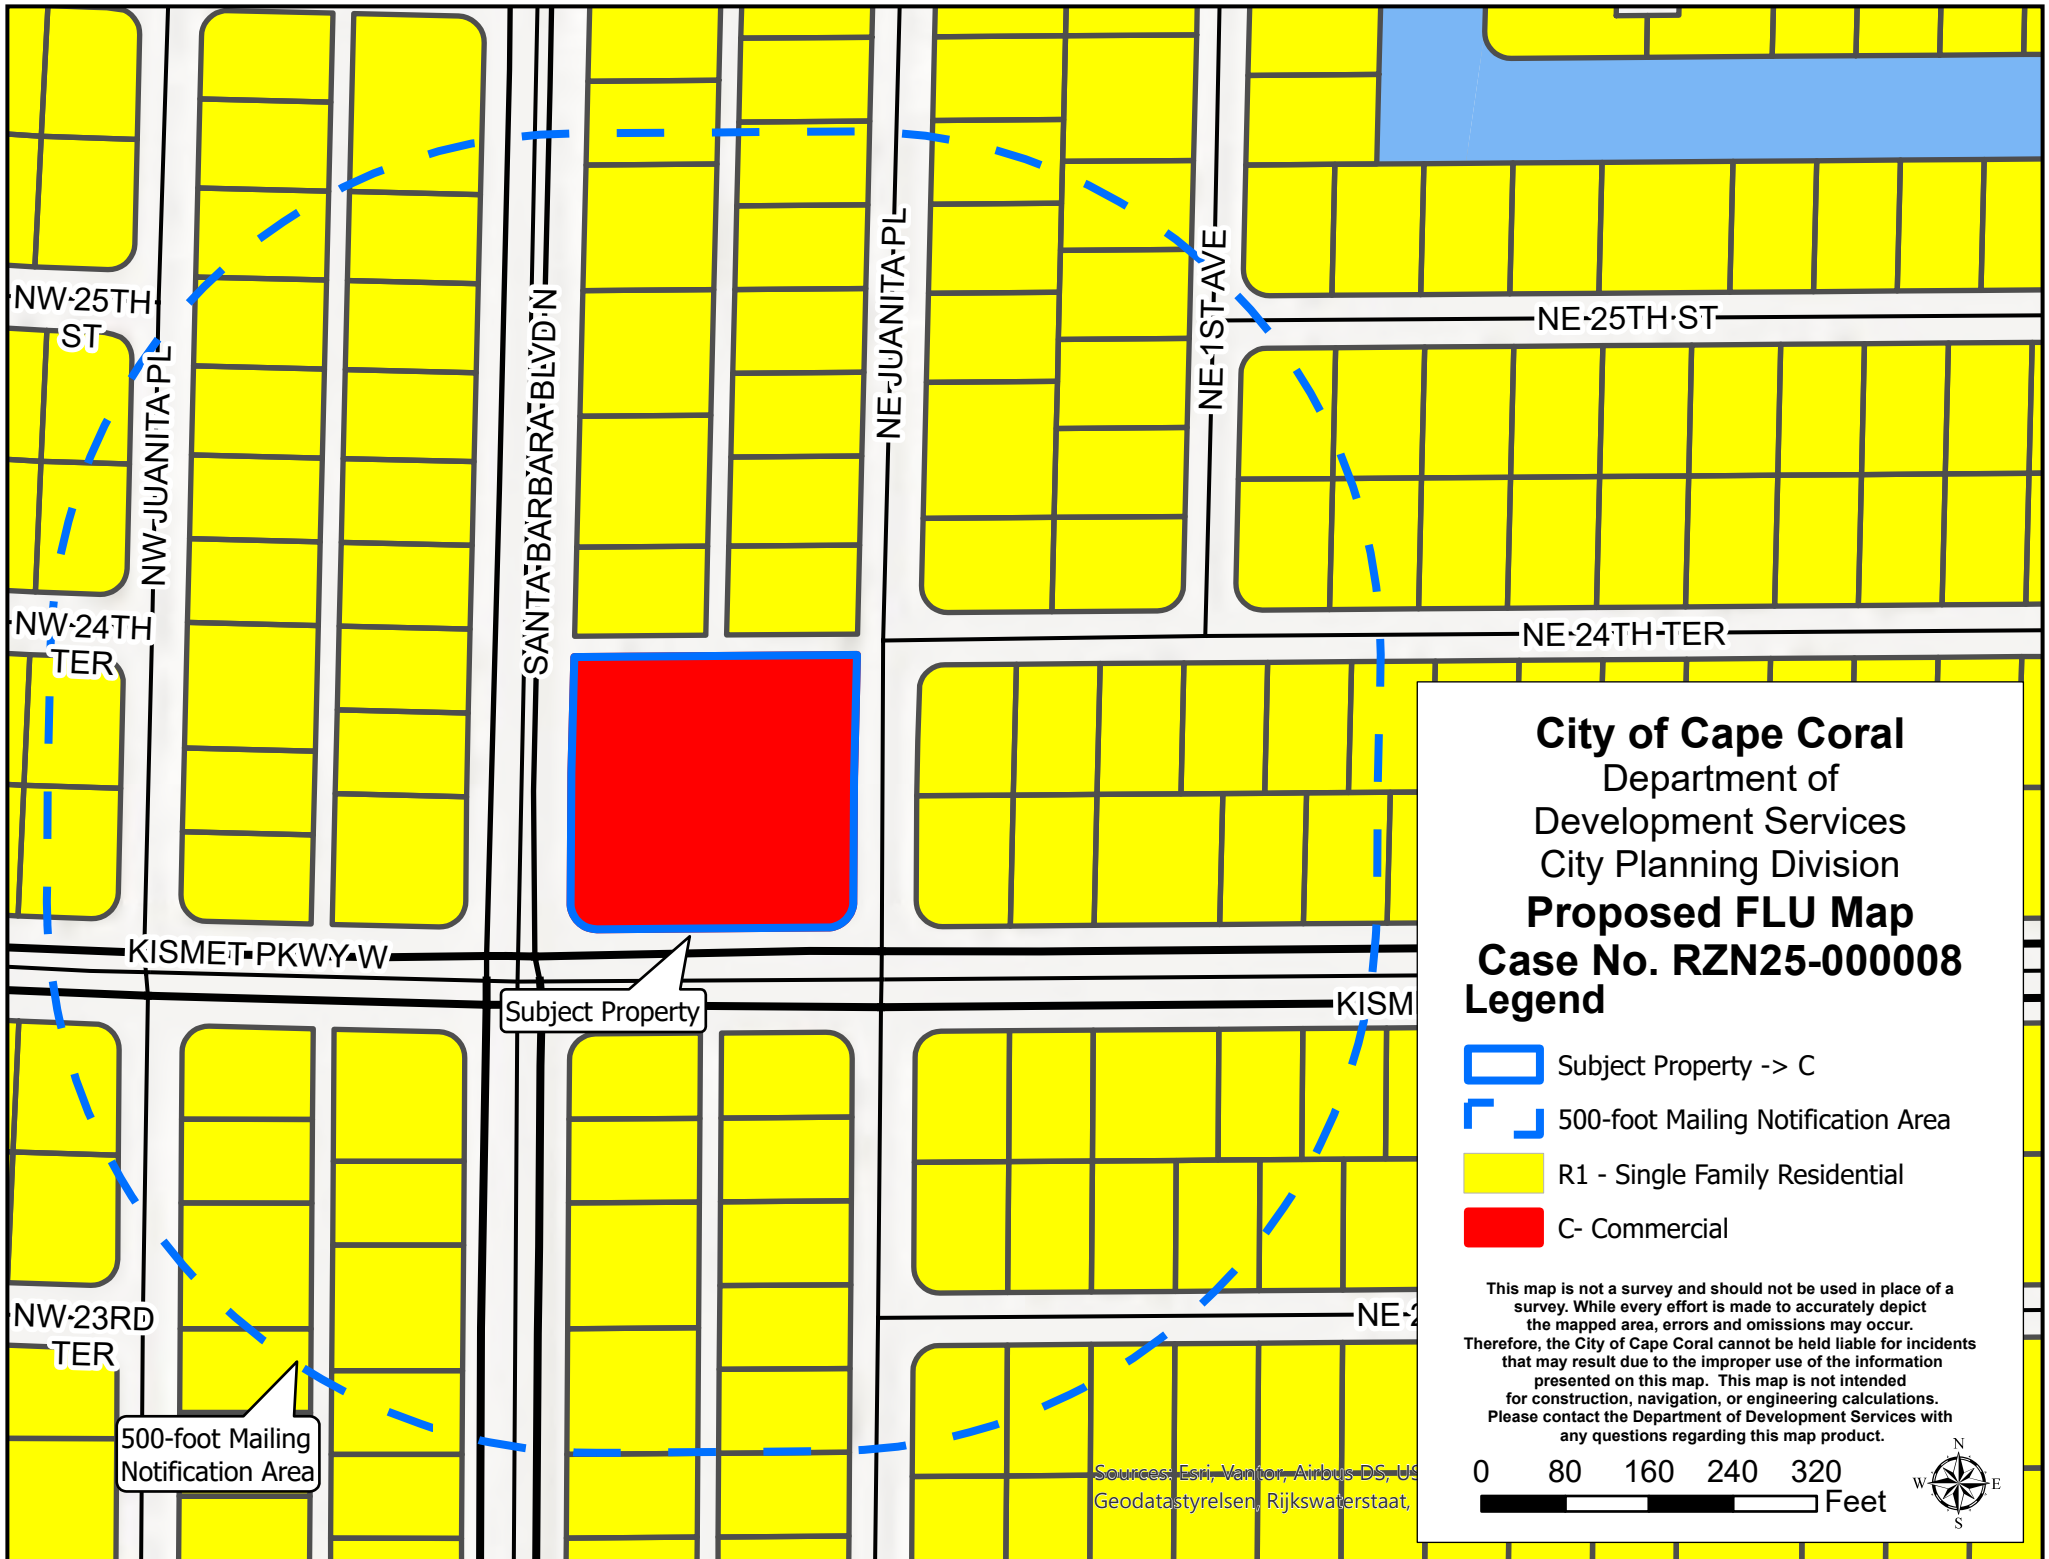 NW 25TH
ST
NW JUANITA PL
SANTA BARBARA BLVD N
NE JUANITA PL
NE 1ST AVE
NE 25TH ST
NW 24TH
TER
NE 24TH TER
KISMET PKWY W
Subject Property
KISM
NW 23RD
TER
NE 2
500-foot Mailing
Notification Area
Sources: Esri, Vantor, Airbus DS, US
Geodatastyrelsen, Rijkswaterstaat,
City of Cape Coral
Department of
Development Services
City Planning Division
Proposed FLU Map
Case No. RZN25-000008
Legend
Subject Property -> C
500-foot Mailing Notification Area
R1 - Single Family Residential
C- Commercial
This map is not a survey and should not be used in place of a
survey. While every effort is made to accurately depict
the mapped area, errors and omissions may occur.
Therefore, the City of Cape Coral cannot be held liable for incidents
that may result due to the improper use of the information
presented on this map. This map is not intended
for construction, navigation, or engineering calculations.
Please contact the Department of Development Services with
any questions regarding this map product.
0 80 160 240 320
Feet
N
W E
S